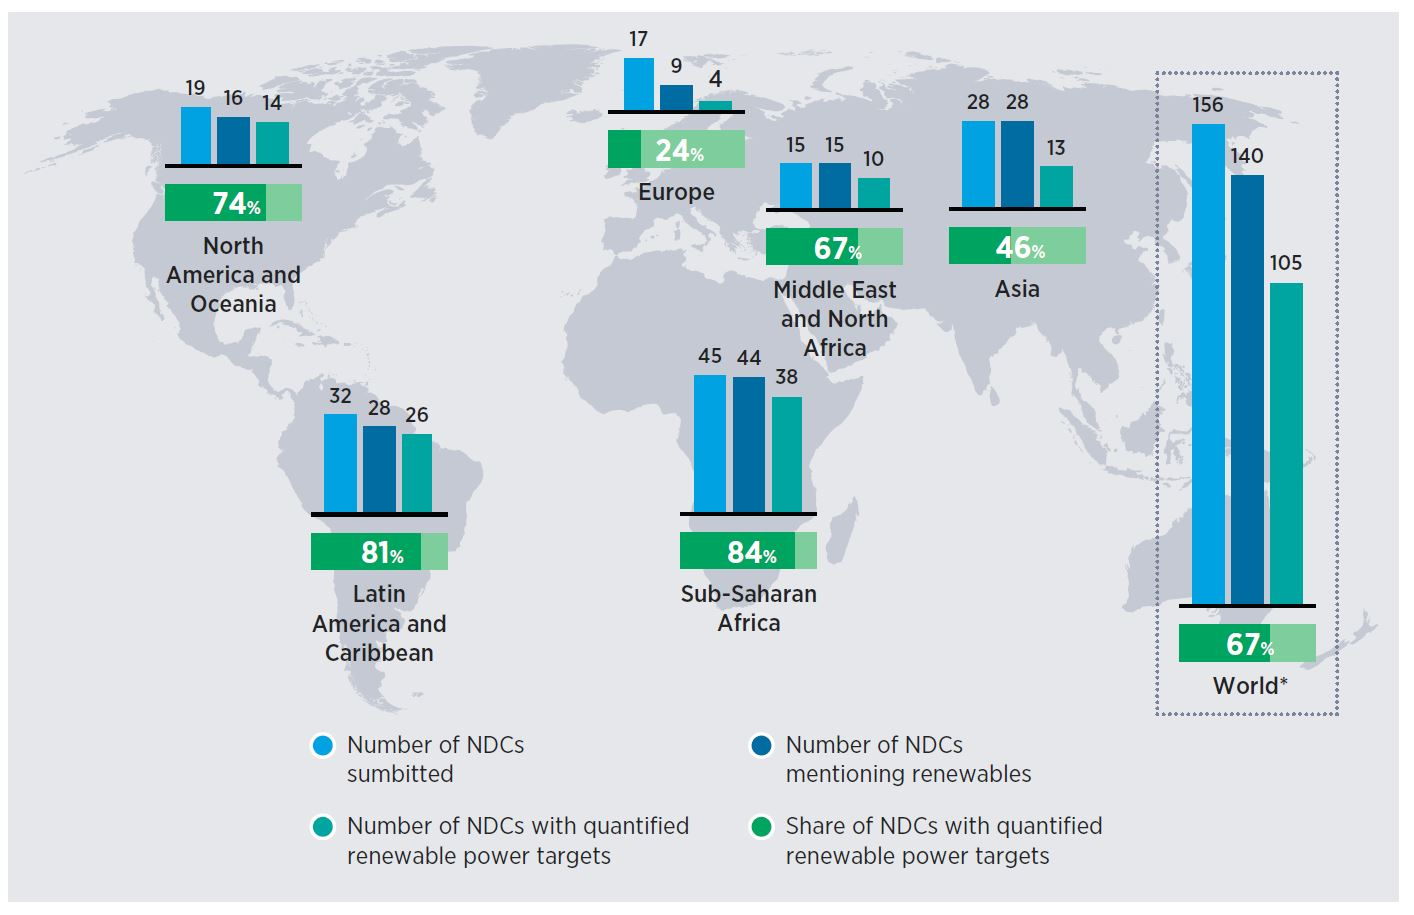 19
16
14
74%
North
America and
Oceania
17
9
4
24%
Europe
15
15
10
67%
Middle East
and North
Africa
28
28
13
46%
Asia
156
140
105
67%
World*
32
28
26
81%
Latin
America and
Caribbean
45
44
38
84%
Sub-Saharan
Africa
Number of NDCs
sumbitted
Number of NDCs
mentioning renewables
Number of NDCs with quantified
renewable power targets
Share of NDCs with quantified
renewable power targets